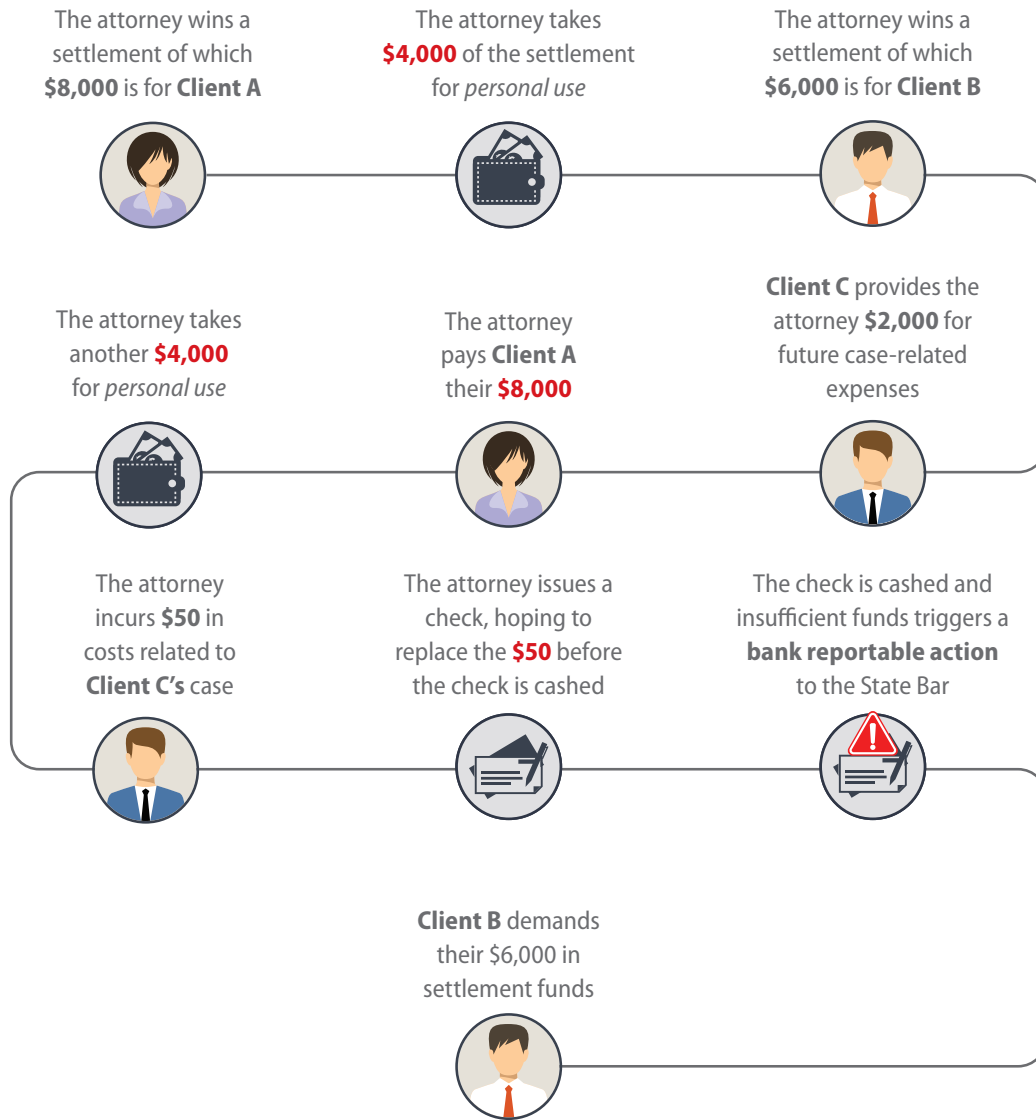 The attorney wins a
settlement of which
$8,000 is for Client A
The attorney takes
$4,000 of the settlement
for personal use
The attorney wins a
settlement of which
$6,000 is for Client B
Client C provides the
attorney $2,000 for
future case-related
expenses
The attorney
pays Client A
their $8,000
The attorney takes
another $4,000
for personal use
The attorney
incurs $50 in
costs related to
Client C's case
The attorney issues a
check, hoping to
replace the $50 before
the check is cashed
The check is cashed and
insufficient funds triggers a
bank reportable action
to the State Bar
Client B demands
their $6,000 in
settlement funds